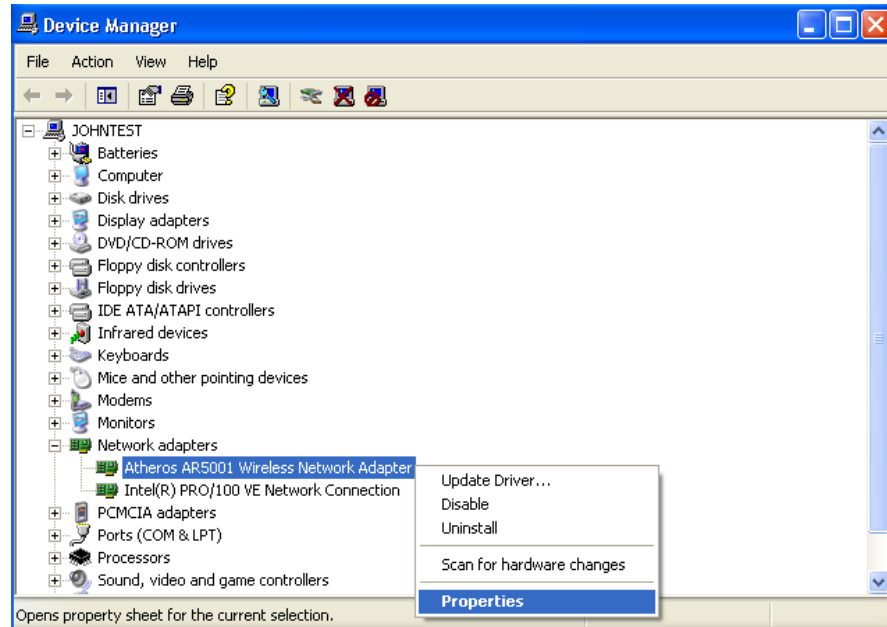 Device Manager
File Action View Help
JOHNTEST
Batteries
Computer
Disk drives
Display adapters
DVD/CD-ROM drives
Floppy disk controllers
Floppy disk drives
IDE ATA/ATAPI controllers
Infrared devices
Keyboards
Mice and other pointing devices
Modems
Monitors
Network adapters
Atheros AR5001 Wireless Network Adapter
Intel(R) PRO/100 VE Network Connection
PCMCIA adapters
Ports (COM & LPT)
Processors
Sound, video and game controllers
Update Driver...
Disable
Uninstall
Scan for hardware changes
Properties
Opens property sheet for the current selection.